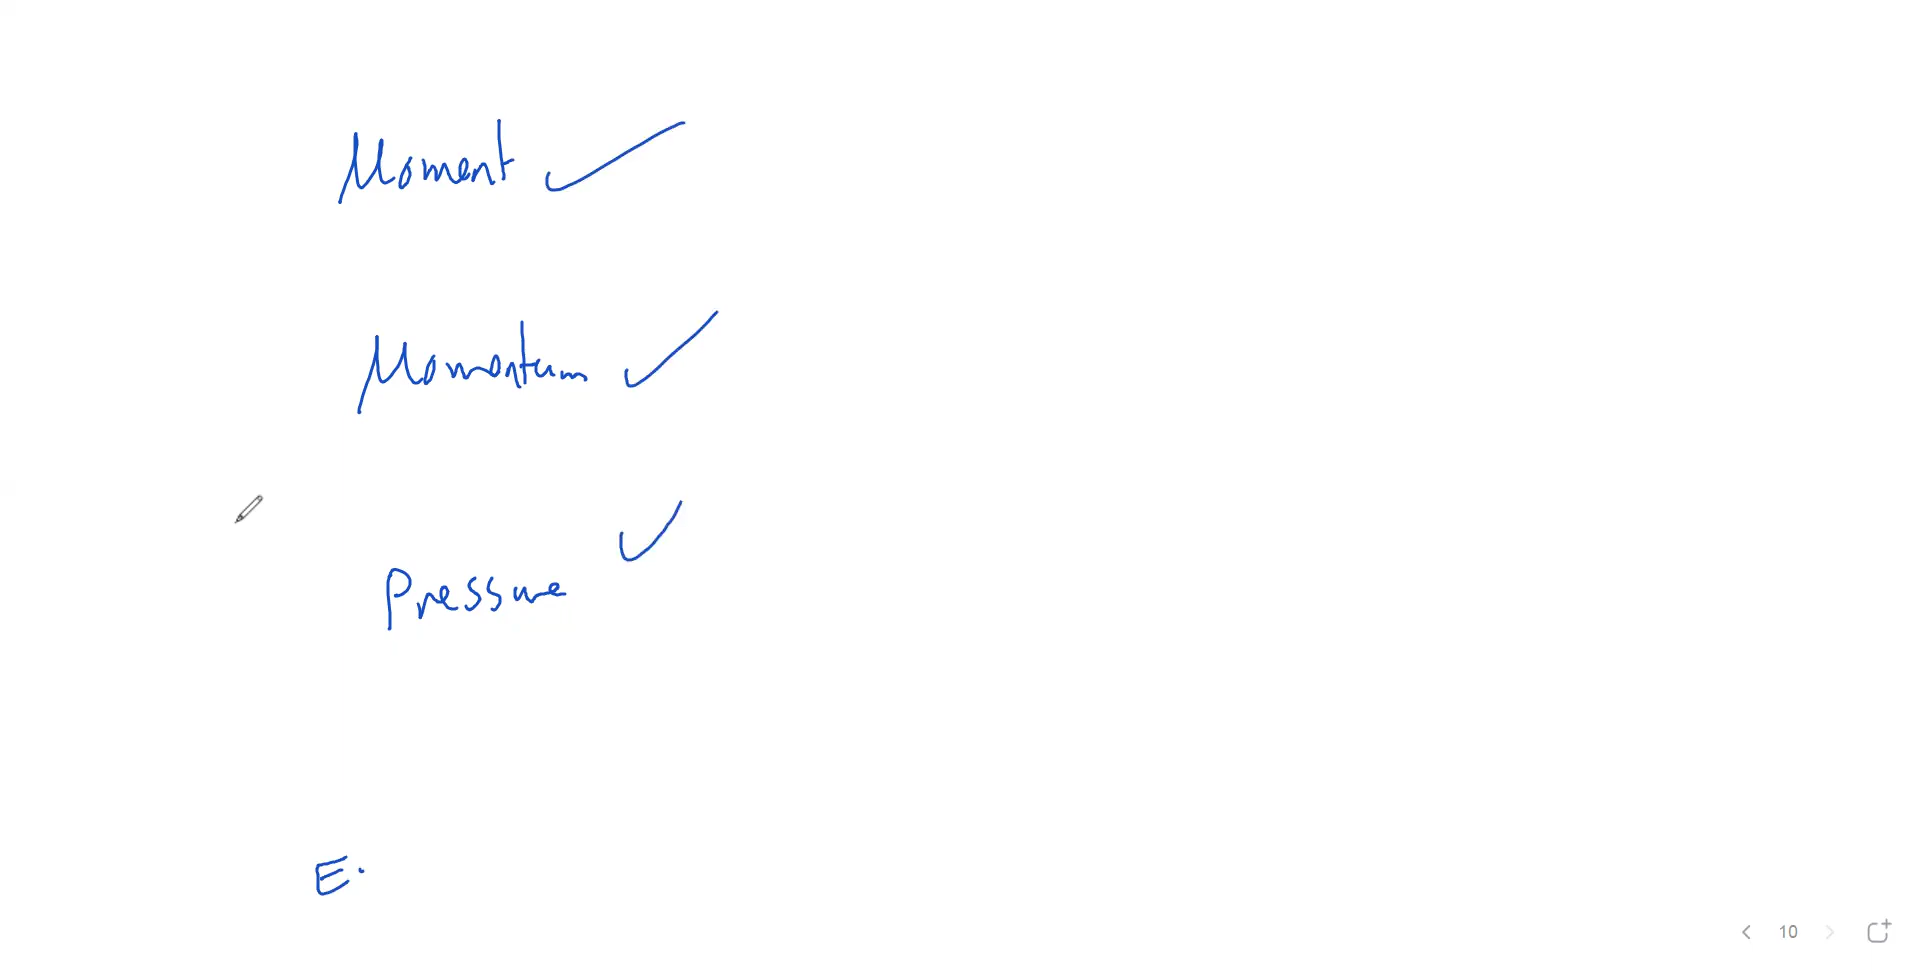 Moment ✓
Momentum ✓
Pressure ✓
E.
10